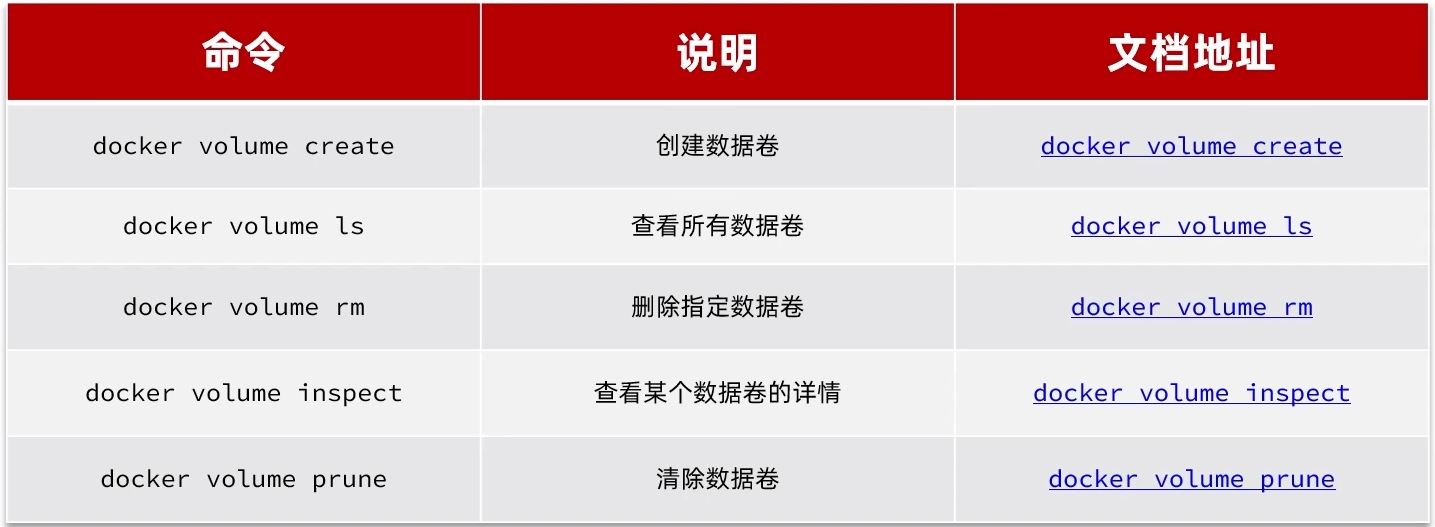 命令 说明 文档地址
docker volume create 创建数据卷 docker volume create
docker volume ls 查看所有数据卷 docker volume ls
docker volume rm 删除指定数据卷 docker volume rm
docker volume inspect 查看某个数据卷的详情 docker volume inspect
docker volume prune 清除数据卷 docker volume prune